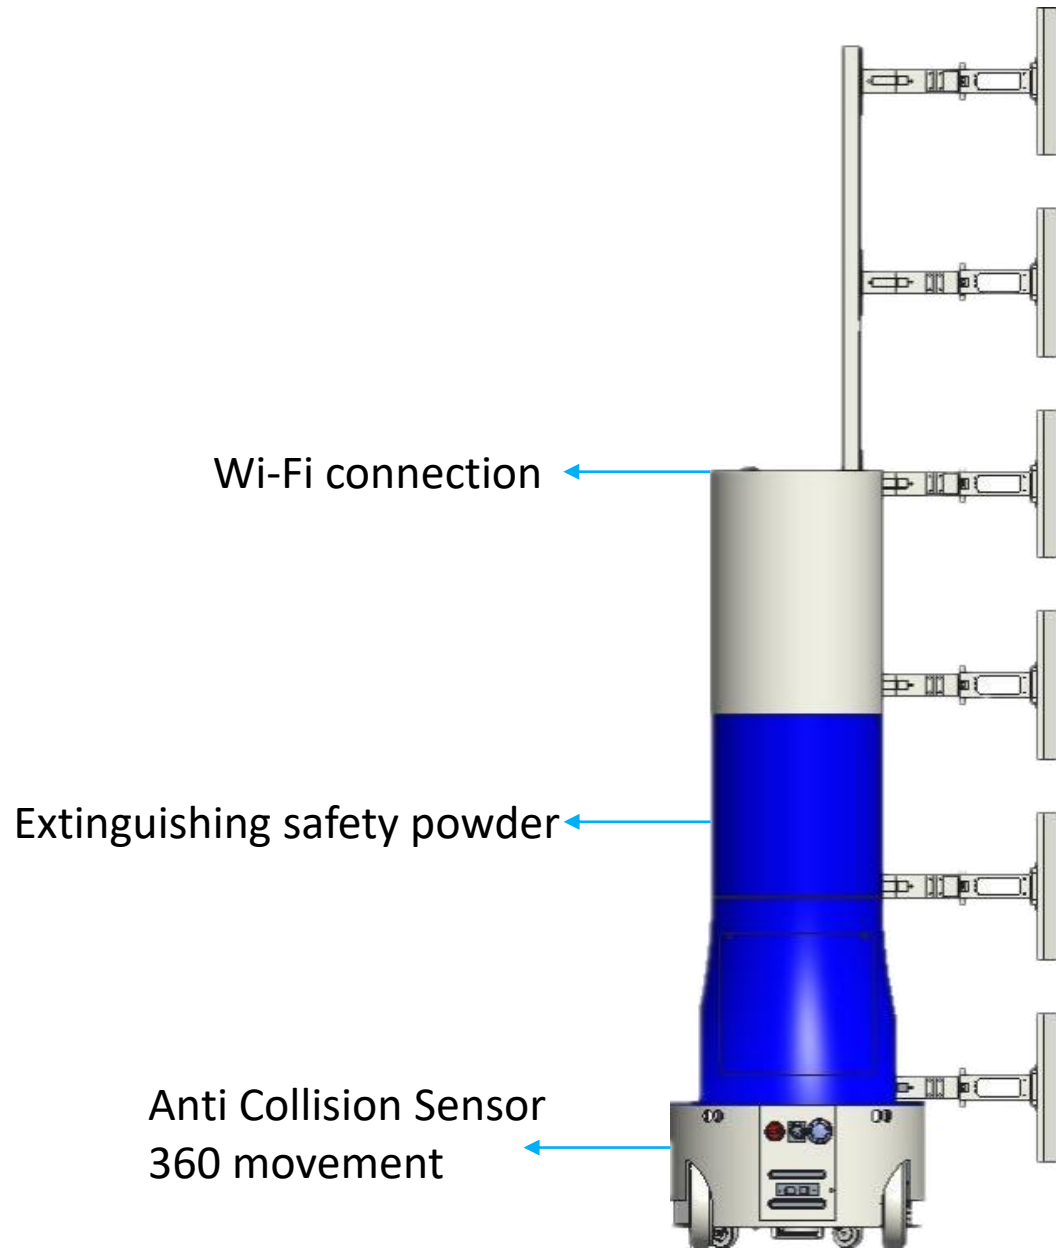 Wi-Fi connection
Extinguishing safety powder
Anti Collision Sensor
360 movement